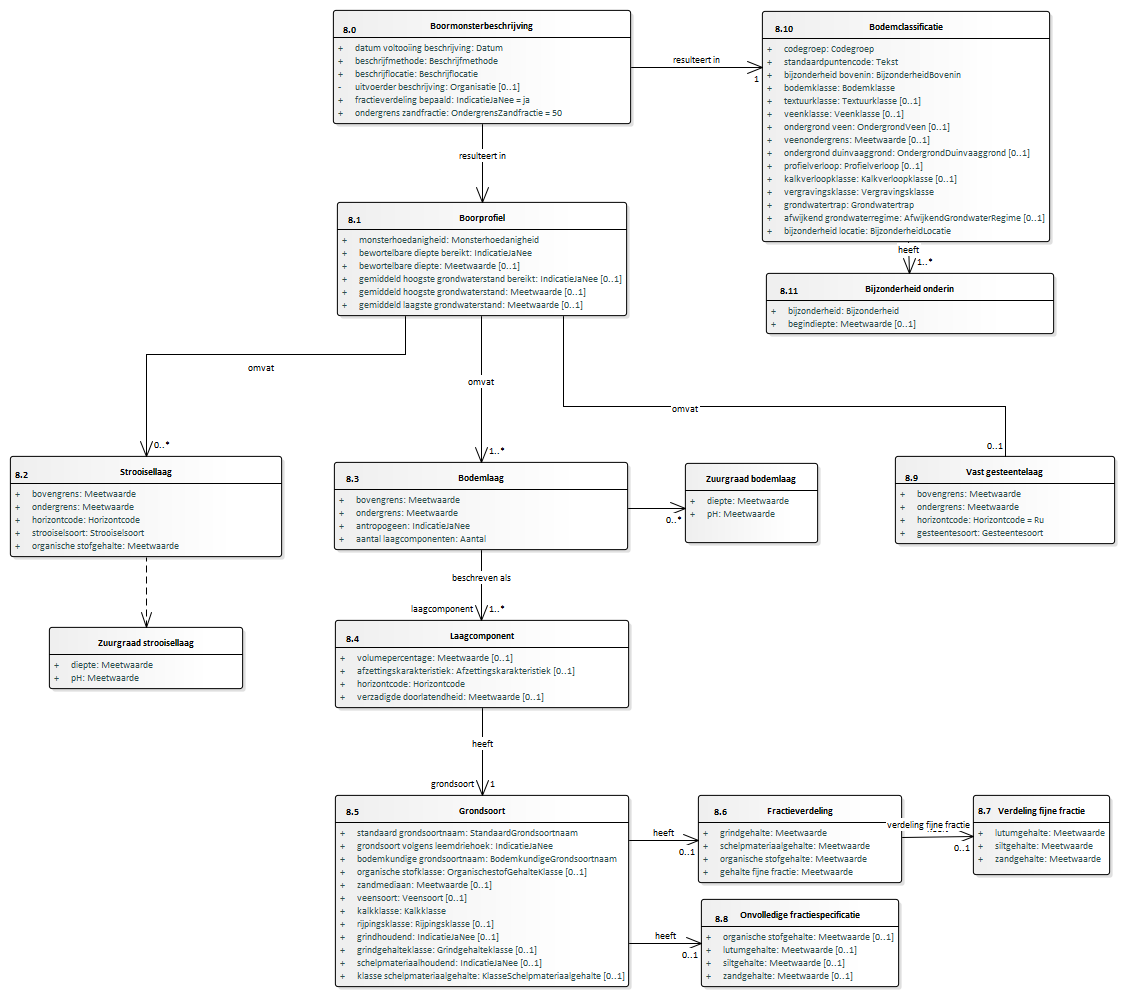 8.0 Boormonsterbeschrijving
+ datum voltooiing beschrijving: Datum
+ beschrijfmethode: Beschrijfmethode
+ beschrijflocatie: Beschrijflocatie
- uitvoerder beschrijving: Organisatie [0..1]
+ fractieverdeling bepaald: IndicatieJaNee = ja
+ ondergrens zandfractie: OndergrensZandfractie = 50
resulteert in
1
8.10 Bodemclassificatie
+ codegroep: Codegroep
+ standaardpuntencode: Tekst
+ bijzonderheid bovenin: BijzonderheidBovenin
+ bodemklasse: Bodemklasse
+ textuurklasse: Textuurklasse [0..1]
+ veenklasse: Veenklasse [0..1]
+ ondergrond veen: OndergrondVeen [0..1]
+ veenondergrens: Meetwaarde [0..1]
+ ondergrond duinvaaggrond: OndergrondDuinvaaggrond [0..1]
+ profielverloop: Profielverloop [0..1]
+ kalkverloopklasse: Kalkverloopklasse [0..1]
+ vergravingsklasse: Vergravingsklasse
+ grondwatertrap: Grondwatertrap
+ afwijkend grondwaterregime: AfwijkendGrondwaterRegime [0..1]
+ bijzonderheid locatie: BijzonderheidLocatie
heeft
1..*
8.11 Bijzonderheid onderin
+ bijzonderheid: Bijzonderheid
+ begindiepte: Meetwaarde [0..1]
resulteert in
8.1 Boorprofiel
+ monsterhoedanigheid: Monsterhoedanigheid
+ bewortelbare diepte bereikt: IndicatieJaNee
+ bewortelbare diepte: Meetwaarde [0..1]
+ gemiddeld hoogste grondwaterstand bereikt: IndicatieJaNee [0..1]
+ gemiddeld hoogste grondwaterstand: Meetwaarde [0..1]
+ gemiddeld laagste grondwaterstand: Meetwaarde [0..1]
omvat
0..*
omvat
1..*
omvat
0..1
8.2 Strooisellaag
+ bovengrens: Meetwaarde
+ ondergrens: Meetwaarde
+ horizontcode: Horizontcode
+ strooiselsoort: Strooiselsoort
+ organische stofgehalte: Meetwaarde
Zuurgraad strooisellaag
+ diepte: Meetwaarde
+ pH: Meetwaarde
8.3 Bodemlaag
+ bovengrens: Meetwaarde
+ ondergrens: Meetwaarde
+ antropogeen: IndicatieJaNee
+ aantal laagcomponenten: Aantal
0..*
Zuurgraad bodemlaag
+ diepte: Meetwaarde
+ pH: Meetwaarde
8.9 Vast gesteentelaag
+ bovengrens: Meetwaarde
+ ondergrens: Meetwaarde
+ horizontcode: Horizontcode = Ru
+ gesteentesoort: Gesteentesoort
beschreven als
laagcomponent 1..*
8.4 Laagcomponent
+ volumepercentage: Meetwaarde [0..1]
+ afzettingskarakteristiek: Afzettingskarakteristiek [0..1]
+ horizontcode: Horizontcode
+ verzadigde doorlatendheid: Meetwaarde [0..1]
heeft
grondsoort 1
8.5 Grondsoort
+ standaard grondsoortnaam: StandaardGrondsoortnaam
+ grondsoort volgens leemdriehoek: IndicatieJaNee
+ bodemkundige grondsoortnaam: BodemkundigeGrondsoortnaam
+ organische stofklasse: OrganischestofGehalteKlasse [0..1]
+ zandmediaan: Meetwaarde [0..1]
+ veensoort: Veensoort [0..1]
+ kalkklasse: Kalkklasse
+ rijpingsklasse: Rijpingsklasse [0..1]
+ grindhoudend: IndicatieJaNee [0..1]
+ grindgehalteklasse: Grindgehalteklasse [0..1]
+ schelpmateriaalhoudend: IndicatieJaNee [0..1]
+ klasse schelpmateriaalgehalte: KlasseSchelpmateriaalgehalte [0..1]
heeft
0..1
8.6 Fractieverdeling
+ grindgehalte: Meetwaarde
+ schelpmateriaalgehalte: Meetwaarde
+ organische stofgehalte: Meetwaarde
+ gehalte fijne fractie: Meetwaarde
verdeling fijne fractie
0..1
8.7 Verdeling fijne fractie
+ lutumgehalte: Meetwaarde
+ siltgehalte: Meetwaarde
+ zandgehalte: Meetwaarde
heeft
0..1
8.8 Onvolledige fractiespecificatie
+ organische stofgehalte: Meetwaarde [0..1]
+ lutumgehalte: Meetwaarde [0..1]
+ siltgehalte: Meetwaarde [0..1]
+ zandgehalte: Meetwaarde [0..1]